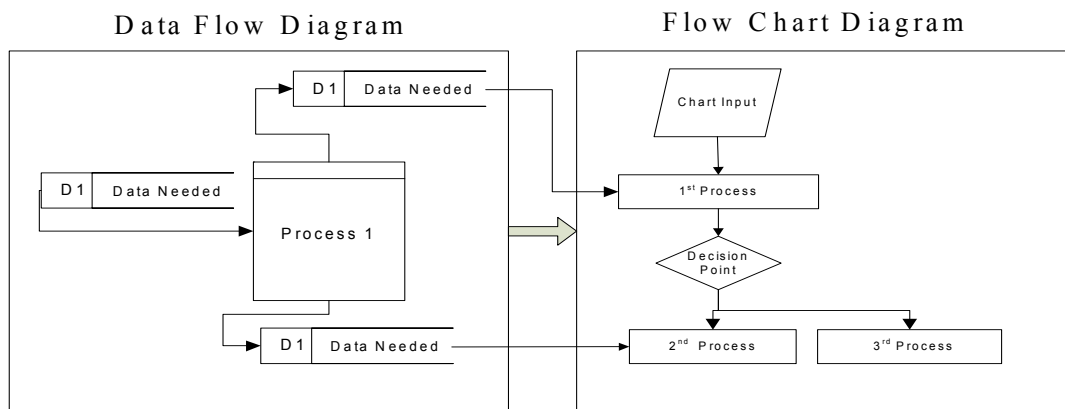 Data Flow Diagram
Flow Chart Diagram
D1 Data Needed
Chart Input
D1 Data Needed
1st Process
Process 1
Decision
Point
D1 Data Needed
2nd Process
3rd Process